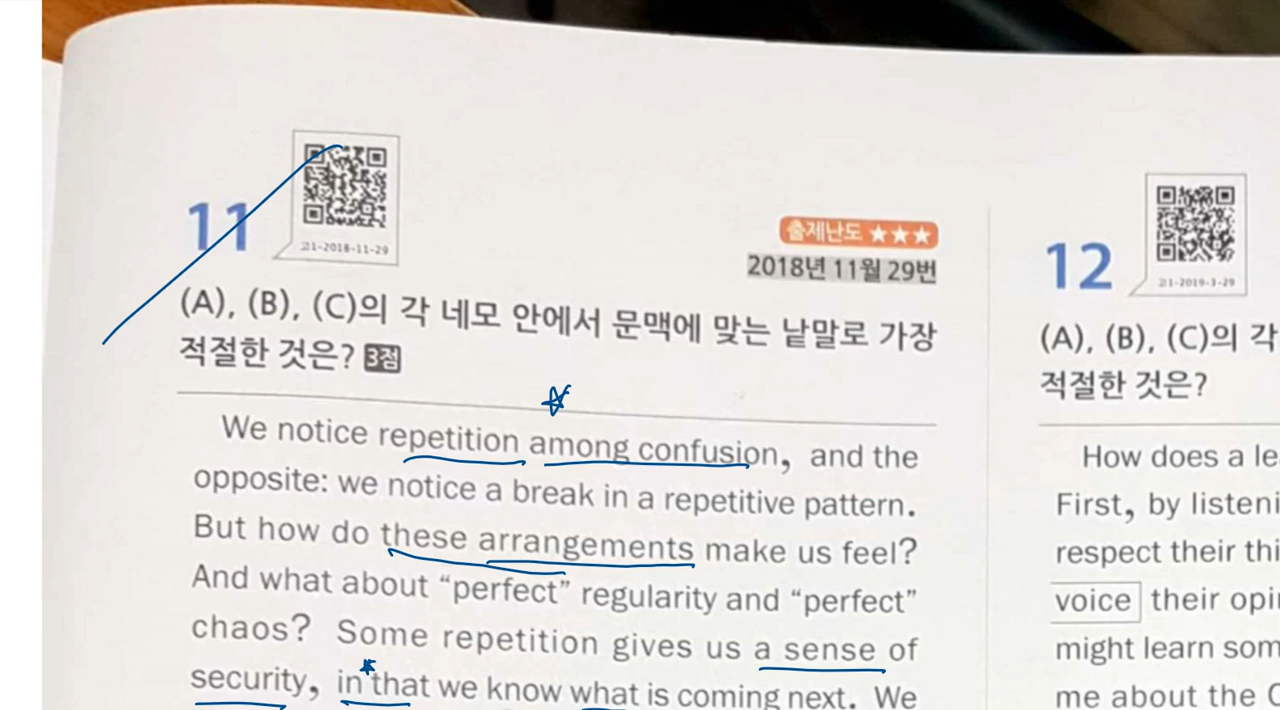 11
고1-2018-11-29
출제난도 ★★★
2018년 11월 29번
(A), (B), (C)의 각 네모 안에서 문맥에 맞는 낱말로 가장
적절한 것은? 3점
We notice repetition among confusion, and the
opposite: we notice a break in a repetitive pattern.
But how do these arrangements make us feel?
And what about “perfect” regularity and “perfect”
chaos? Some repetition gives us a sense of
security, in that we know what is coming next. We
12
고1-2019-3-29
(A), (B), (C)의 각
적절한 것은?
How does a le
First, by listeni
respect their thi
voice their opi
might learn som
me about the